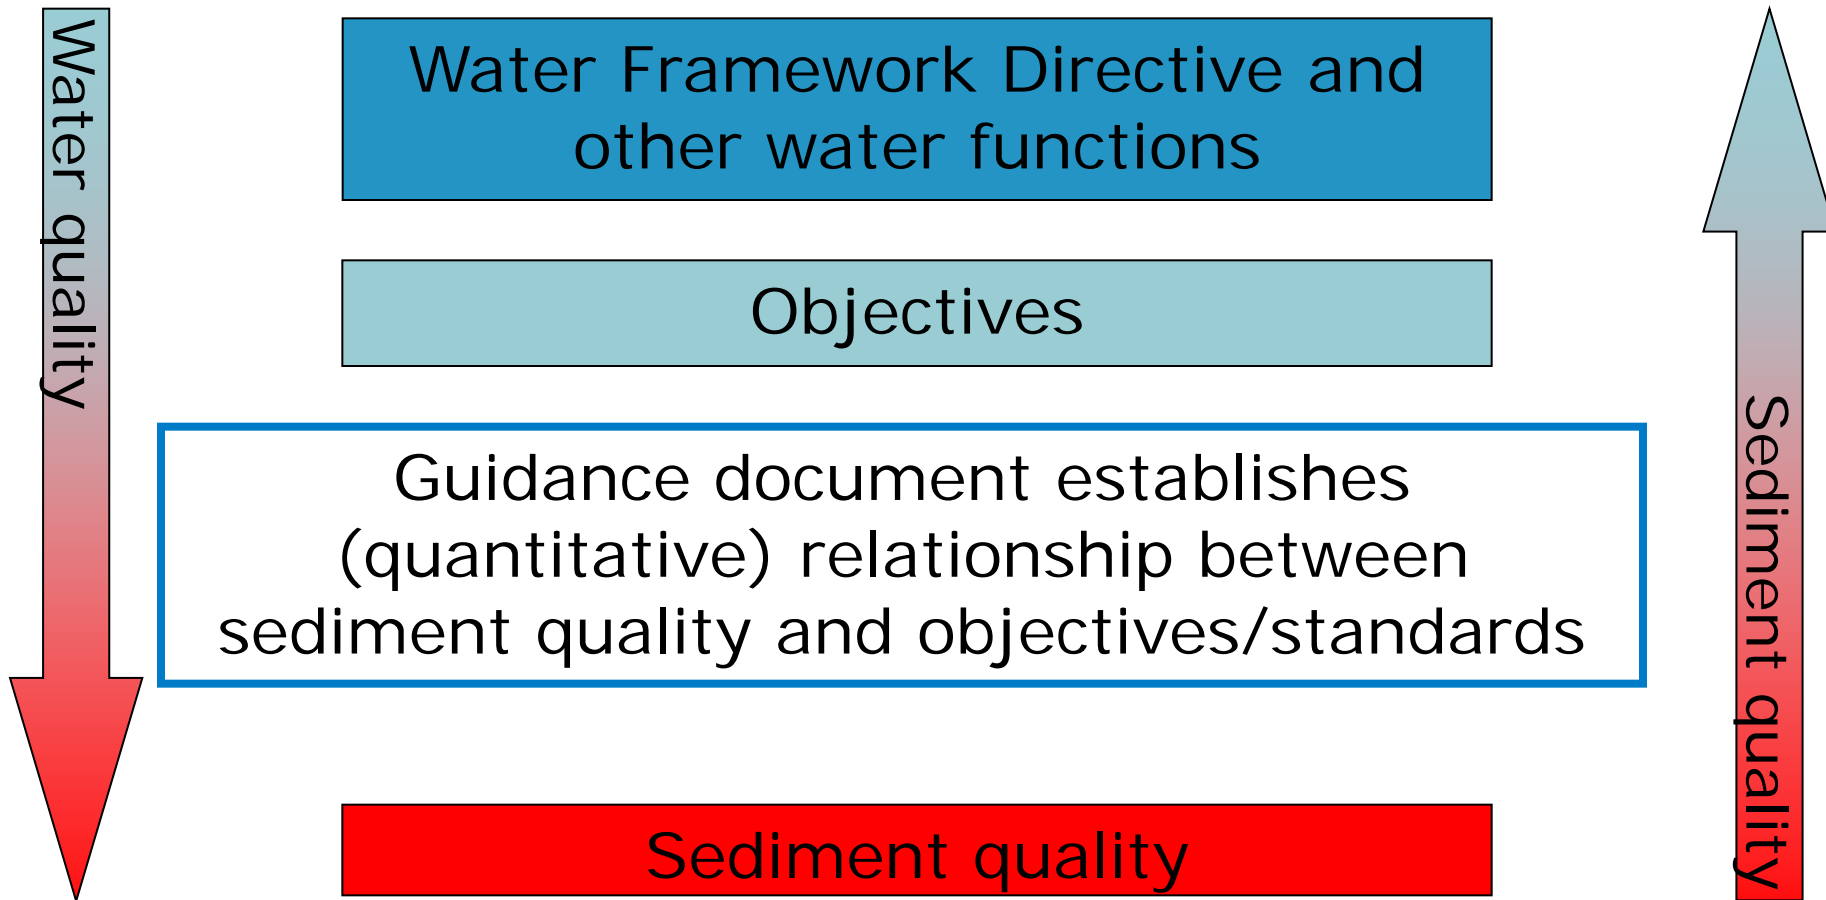 Water quality
Water Framework Directive and
other water functions
Objectives
Guidance document establishes
(quantitative) relationship between
sediment quality and objectives/standards
Sediment quality
Sediment quality